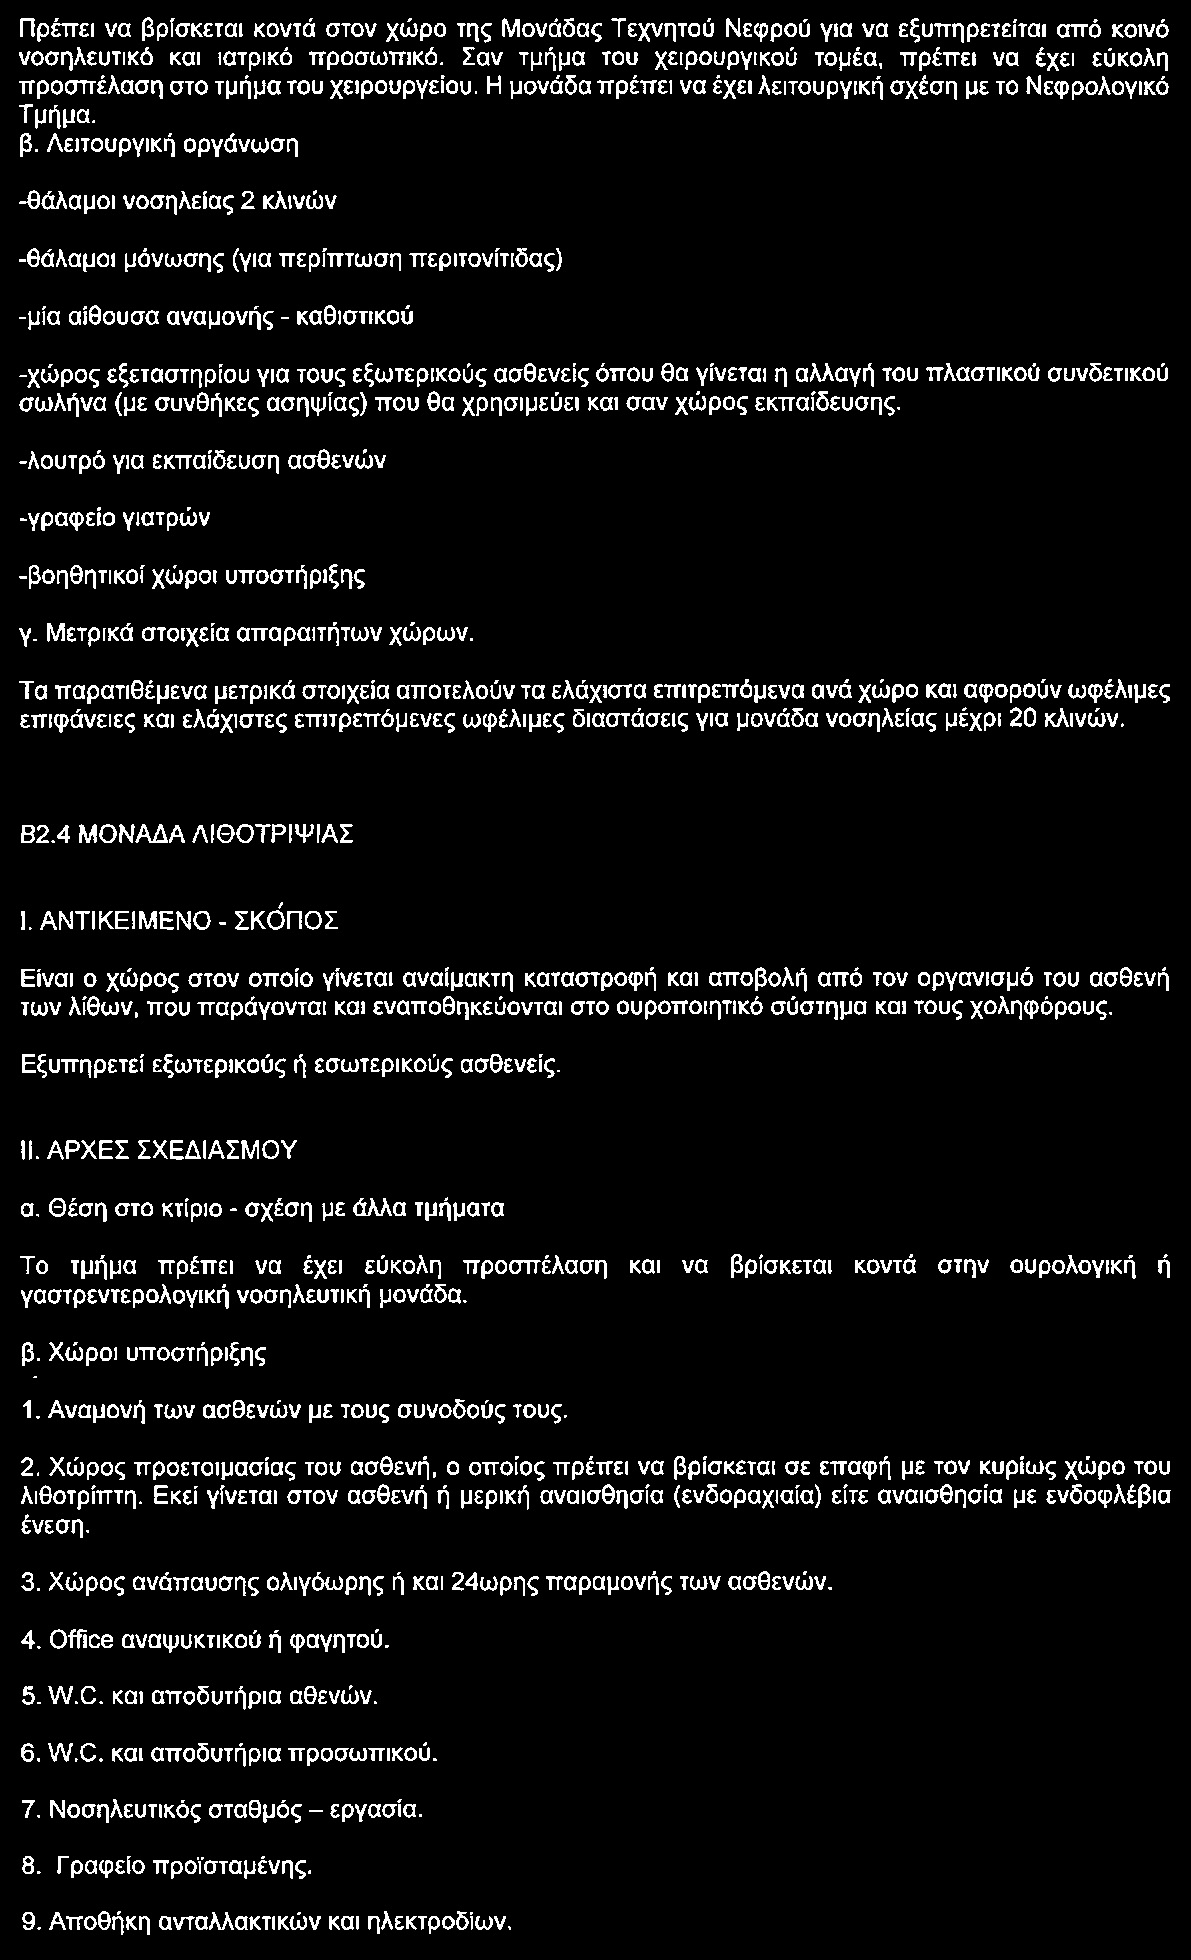 Πρέπει να βρίσκεται κοντά στον χώρο της Μονάδας Τεχνητού Νεφρού για να εξυπηρετείται από κοινό
νοσηλευτικό και ιατρικό προσωπικό. Σαν τμήμα του χειρουργικού τομέα, πρέπει να έχει εύκολη
προσπέλαση στο τμήμα του χειρουργείου. Η μονάδα πρέπει να έχει λειτουργική σχέση με το Νεφρολογικό
Τμήμα.
β. Λειτουργική οργάνωση
-θάλαμοι νοσηλείας 2 κλινών
-θάλαμοι μόνωσης (για περίπτωση περιτονίτιδας)
-μία αίθουσα αναμονής - καθιστικού
-χώρος εξεταστηρίου για τους εξωτερικούς ασθενείς όπου θα γίνεται η αλλαγή του πλαστικού συνδετικού
σωλήνα (με συνθήκες ασηψίας) που θα χρησιμεύει και σαν χώρος εκπαίδευσης.
-λουτρό για εκπαίδευση ασθενών
-γραφείο γιατρών
-βοηθητικοί χώροι υποστήριξης
γ. Μετρικά στοιχεία απαραιτήτων χώρων.
Τα παρατιθέμενα μετρικά στοιχεία αποτελούν τα ελάχιστα επιτρεπόμενα ανά χώρο και αφορούν ωφέλιμες
επιφάνειες και ελάχιστες επιτρεπόμενες ωφέλιμες διαστάσεις για μονάδα νοσηλείας μέχρι 20 κλινών.
Β2.4 ΜΟΝΑΔΑ ΛΙΘΟΤΡΙΨΙΑΣ
Ι. ΑΝΤΙΚΕΙΜΕΝΟ - ΣΚΌΠΟΣ
Είναι ο χώρος στον οποίο γίνεται αναίμακτη καταστροφή και αποβολή από τον οργανισμό του ασθενή
των λίθων, που παράγονται και εναποθηκεύονται στο ουροποιητικό σύστημα και τους χοληφόρους.
Εξυπηρετεί εξωτερικούς ή εσωτερικούς ασθενείς.
ΙΙ. ΑΡΧΕΣ ΣΧΕΔΙΑΣΜΟΥ
α. Θέση στο κτίριο - σχέση με άλλα τμήματα
Το τμήμα πρέπει να έχει εύκολη προσπέλαση και να βρίσκεται κοντά στην ουρολογική ή
γαστρεντερολογική νοσηλευτική μονάδα.
β. Χώροι υποστήριξης
1. Αναμονή των ασθενών με τους συνοδούς τους.
2. Χώρος προετοιμασίας του ασθενή, ο οποίος πρέπει να βρίσκεται σε επαφή με τον κυρίως χώρο του
λιθοτρίπτη. Εκεί γίνεται στον ασθενή ή μερική αναισθησία (ενδοραχιαία) είτε αναισθησία με ενδοφλέβια
ένεση.
3. Χώρος ανάπαυσης ολιγόωρης ή και 24ωρης παραμονής των ασθενών.
4. Office αναψυκτικού ή φαγητού.
5. W.C. και αποδυτήρια αθενών.
6. W.C. και αποδυτήρια προσωπικού.
7. Νοσηλευτικός σταθμός – εργασία.
8. Γραφείο προϊσταμένης.
9. Αποθήκη ανταλλακτικών και ηλεκτροδίων.